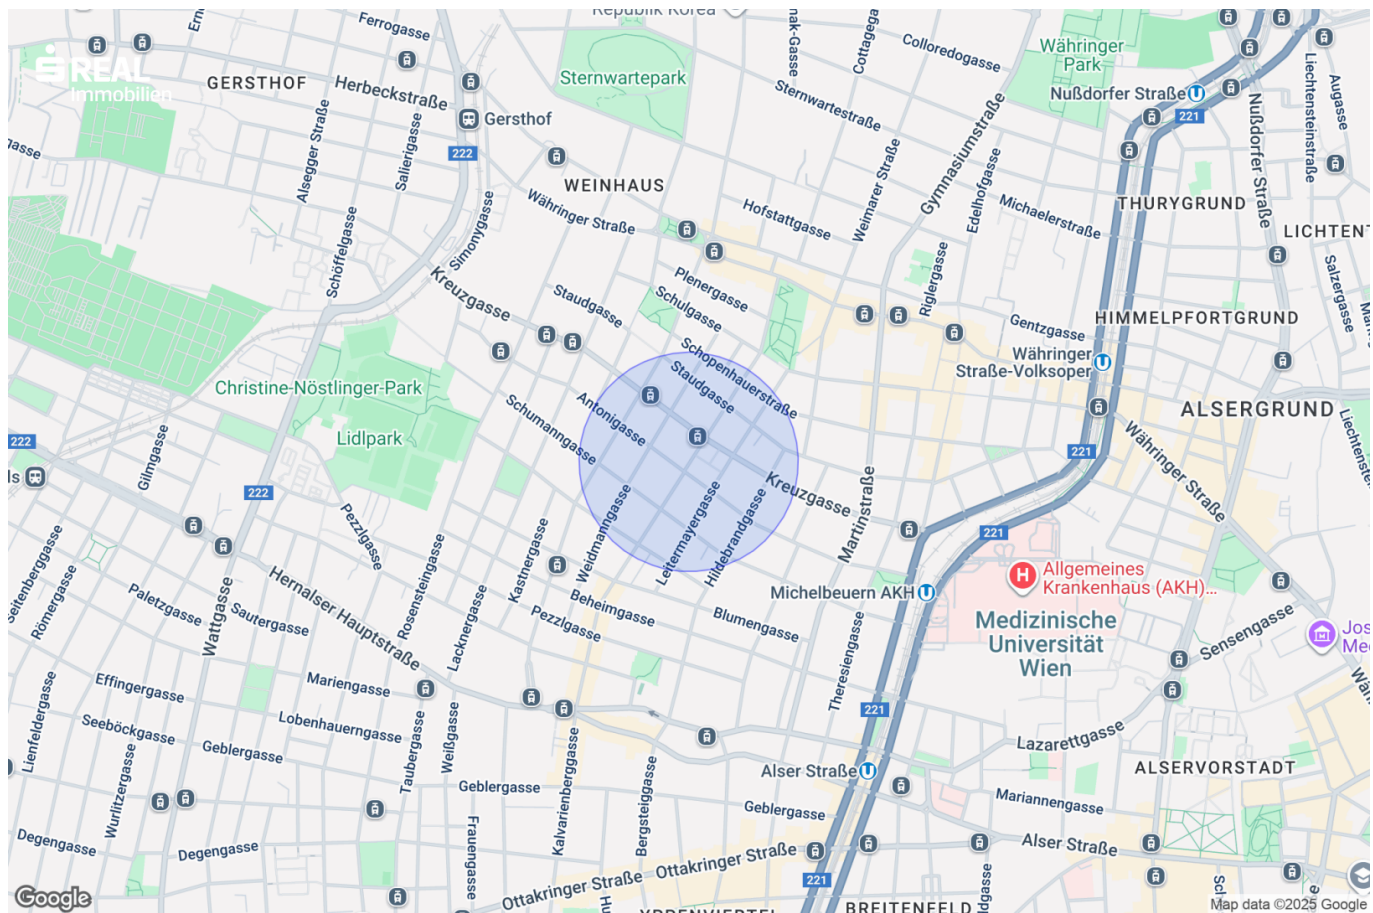 Republik Korea
Ferrogasse
REAL
Immobilien
GERSTHOF
Herbeckstraße
Gersthof
222
Alsegger Straße
Salierigasse
Sternwartepark
Cottagegasse
Colloredogasse
Sternwartestraße
Währinger
Park
Nußdorfer Straße
221
Nußdorfer Straße
Liechtensteinstraße
Augasse
WEINHAUS
Währinger Straße
Hofstattgasse
Weimarer Straße
Gymnasiumstraße
Edelhofgasse
Michaelerstraße
THURYGRUND
LICHTENT
Salzergasse
Simonygasse
Schöffelgasse
Kreuzgasse
Staudgasse
Plenergasse
Schulgasse
Riglergasse
Gentzgasse
HIMMELPFORTGRUND
Währinger
Straße-Volksoper
Schopenhauerstraße
Staudgasse
Christine-Nöstlinger-Park
Lidlpark
Antonigasse
Schumanngasse
ALSERGRUND
Währinger Straße
221
222
ls
Gilmgasse
222
Pezzlgasse
Kreuzgasse
Martinstraße
221
Weidmanngasse
Leitermayergasse
Hildebrandgasse
Kastnergasse
Rosensteingasse
Seitenberggasse
Römergasse
Paletzgasse
Wattgasse
Sautergasse
Hernalser Hauptstraße
Lacknergasse
Beheimgasse
Pezzlgasse
Blumengasse
Michelbeuern AKH
Allgemeines
Krankenhaus (AKH)...
Medizinische
Universität
Wien
Sensengasse
Jos
Theresiengasse
Effingergasse
Mariengasse
Lienfeldergasse
Seeböckgasse
Lobenhauerngasse
Geblergasse
Taubergasse
Weißgasse
221
Lazarettgasse
Alser Straße
ALSERVORSTADT
Wurlitzergasse
Geblergasse
Kalvarienberggasse
Bergsteiggasse
Geblergasse
Mariannengasse
Degengasse
Degengasse
Frauengasse
Ottakringer Straße
Ottakringer Straße
Alser Straße
221
YPPENVIERTEL
BREITENFELD
Google
Map data ©2025 Google